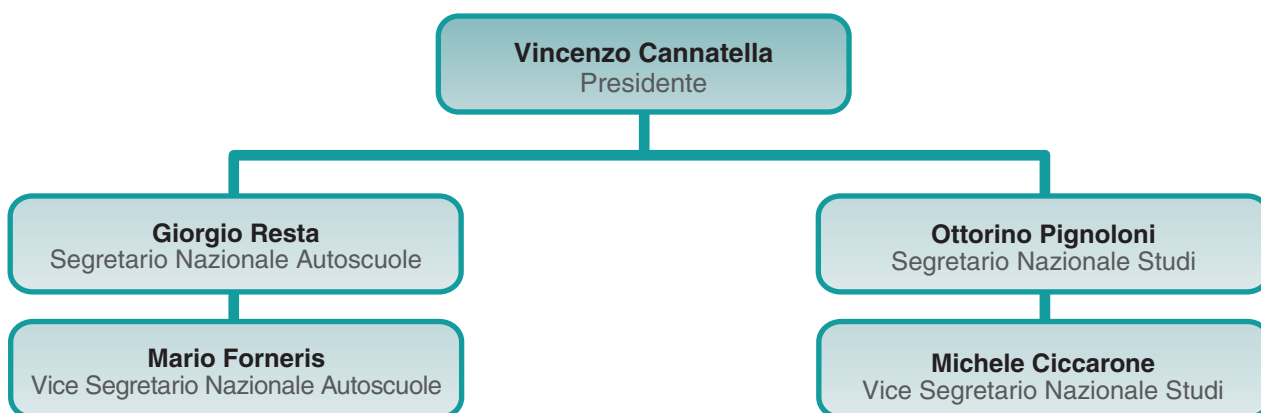 Vincenzo Cannatella
Presidente
Giorgio Resta
Segretario Nazionale Autoscuole
Ottorino Pignoloni
Segretario Nazionale Studi
Mario Forneris
Vice Segretario Nazionale Autoscuole
Michele Ciccarone
Vice Segretario Nazionale Studi